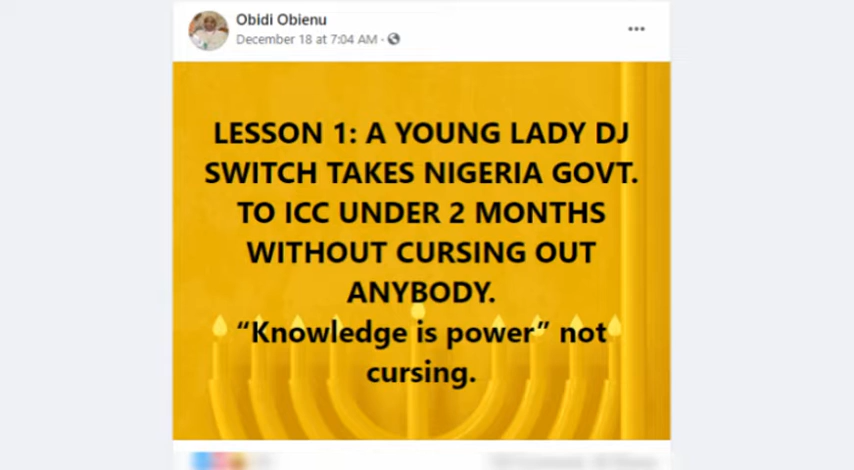 Obidi Obienu
December 18 at 7:04 AM ·
LESSON 1: A YOUNG LADY DJ
SWITCH TAKES NIGERIA GOVT.
TO ICC UNDER 2 MONTHS
WITHOUT CURSING OUT
ANYBODY.
“Knowledge is power” not
cursing.